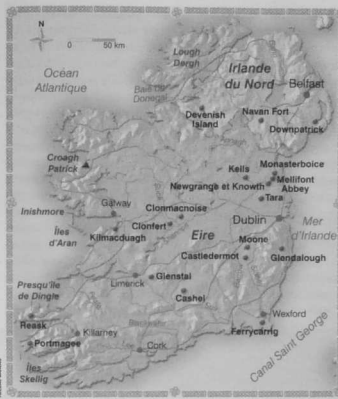 N
0 50 km
Lough
Dergh
Océan
Atlantique
Irlande
du Nord
Belfast
Baie de
Donegal
Devenish
Island
Navan Fort
Downpatrick
Croagh
Patrick
Kells
Monasterboice
Mellifont
Abbey
Newgrange et Knowth
Tara
Inishmore
Galway
Clonmacnoise
Dublin
Mer
d'Irlande
Îles
d'Aran
Kilmacduagh
Clonfert
Eire
Moone
Castledermot
Glendalough
Presqu'île
de Dingle
Limerick
Glenstal
Cashel
Reask
Killarney
Wexford
Portmagee
Ferrycarrig
Cork
Îles
Skellig
Canal Saint George